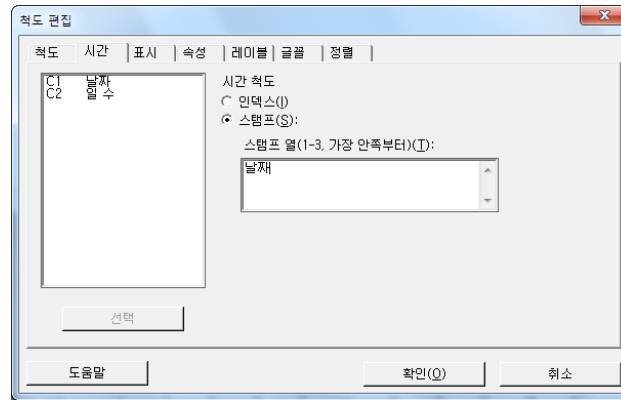 척도 편집
척도 시간 표시 속성 레이블 글꼴 정렬
C1 날짜
C2 일 수
시간 척도
인덱스(I)
스탬프(S):
스탬프 열(1-3, 가장 안쪽부터)(T):
날짜
선택
도움말 확인(O) 취소